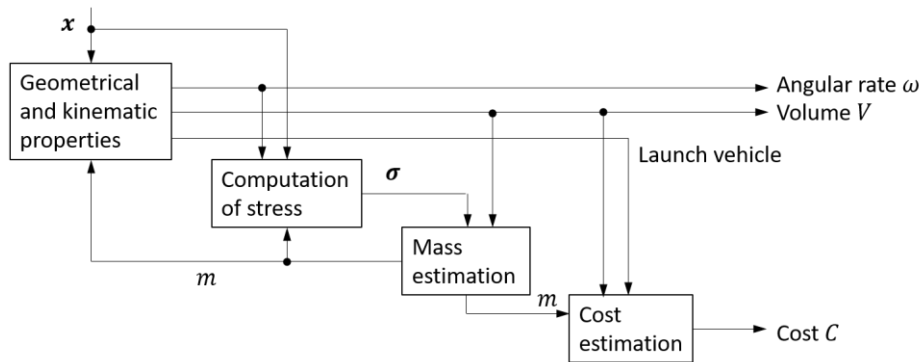 x
Geometrical
and kinematic
properties
Angular rate ω
Volume V
Launch vehicle
Computation
of stress
σ
Mass
estimation
m
m
Cost
estimation
Cost C